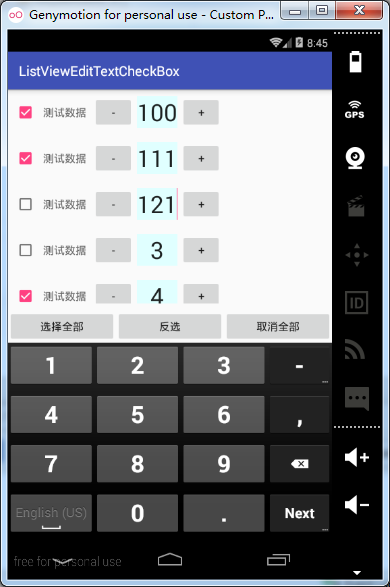 Genymotion for personal use - Custom P...
8:45
ListViewEditTextCheckBox
测试数据 - 100 +
测试数据 - 111 +
测试数据 - 121 +
测试数据 - 3 +
测试数据 - 4 +
选择全部 反选 取消全部
1 2 3 -
4 5 6 ,
7 8 9
English (US) 0 . Next
free for personal use
GPS
ID